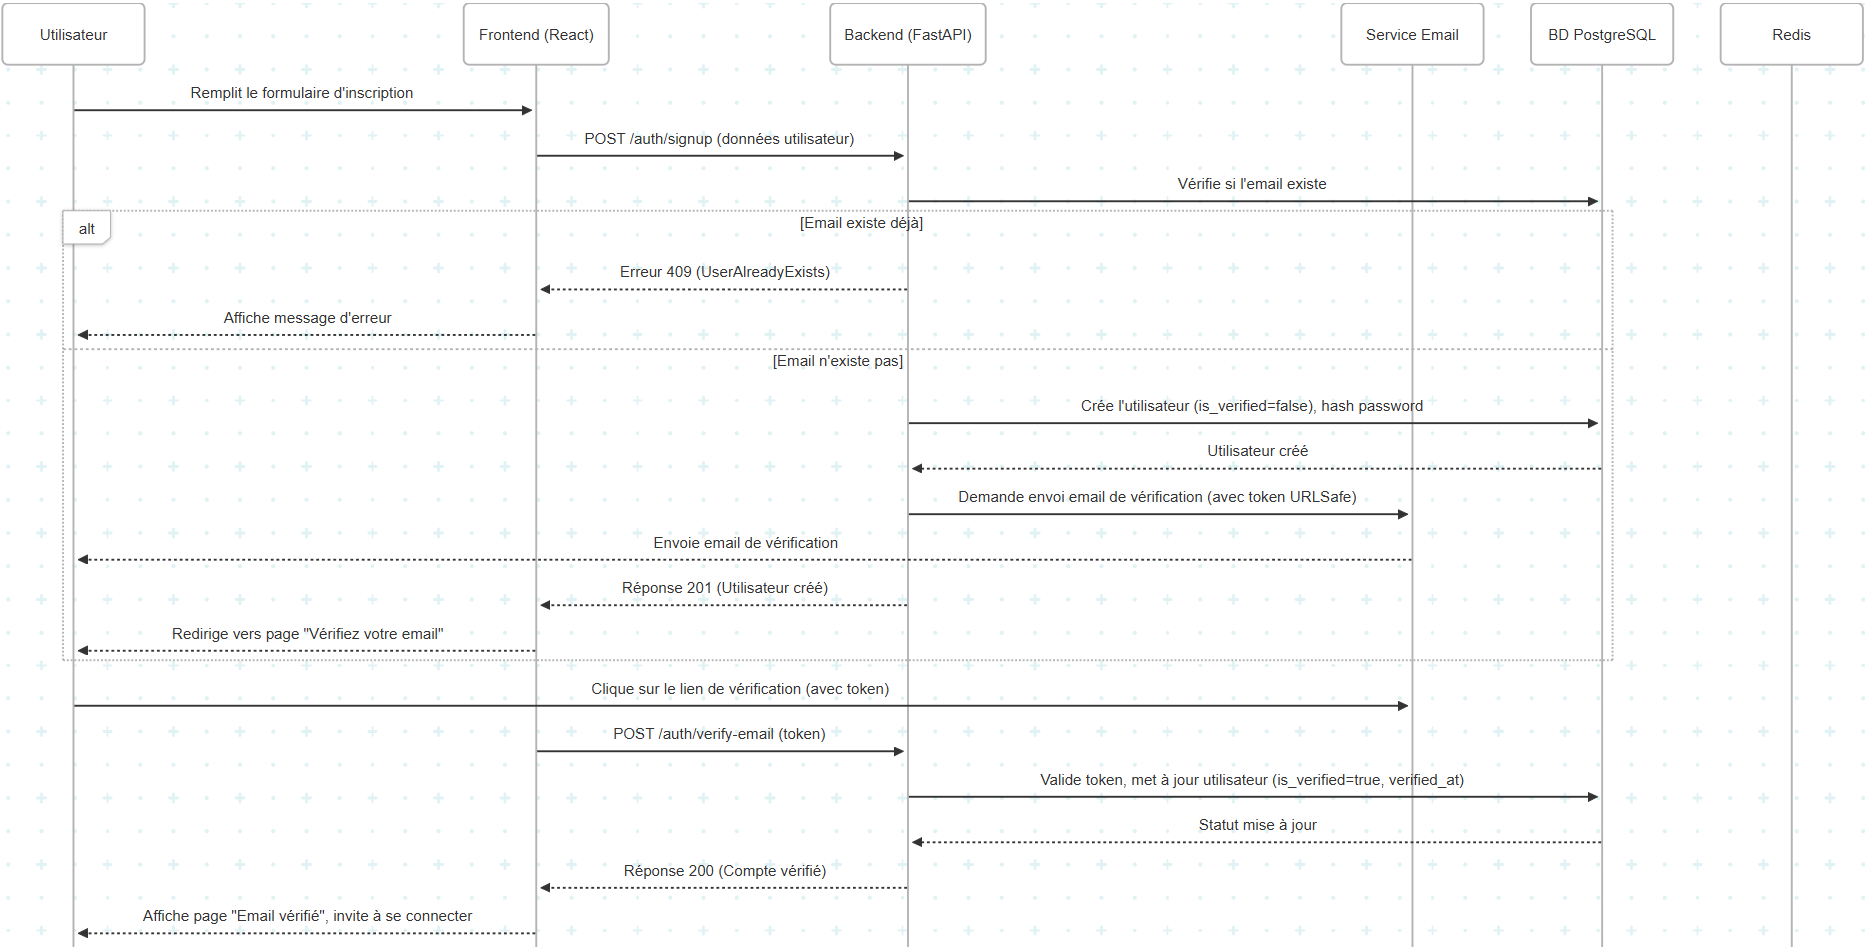 Utilisateur
Frontend (React)
Backend (FastAPI)
Service Email
BD PostgreSQL
Redis
Remplit le formulaire d'inscription
POST /auth/signup (données utilisateur)
Vérifie si l'email existe
alt
[Email existe déjà]
Erreur 409 (UserAlreadyExists)
Affiche message d'erreur
[Email n'existe pas]
Crée l'utilisateur (is_verified=false), hash password
Utilisateur créé
Demande envoi email de vérification (avec token URLSafe)
Envoie email de vérification
Réponse 201 (Utilisateur créé)
Redirige vers page "Vérifiez votre email"
Clique sur le lien de vérification (avec token)
POST /auth/verify-email (token)
Valide token, met à jour utilisateur (is_verified=true, verified_at)
Statut mise à jour
Réponse 200 (Compte vérifié)
Affiche page "Email vérifié", invite à se connecter